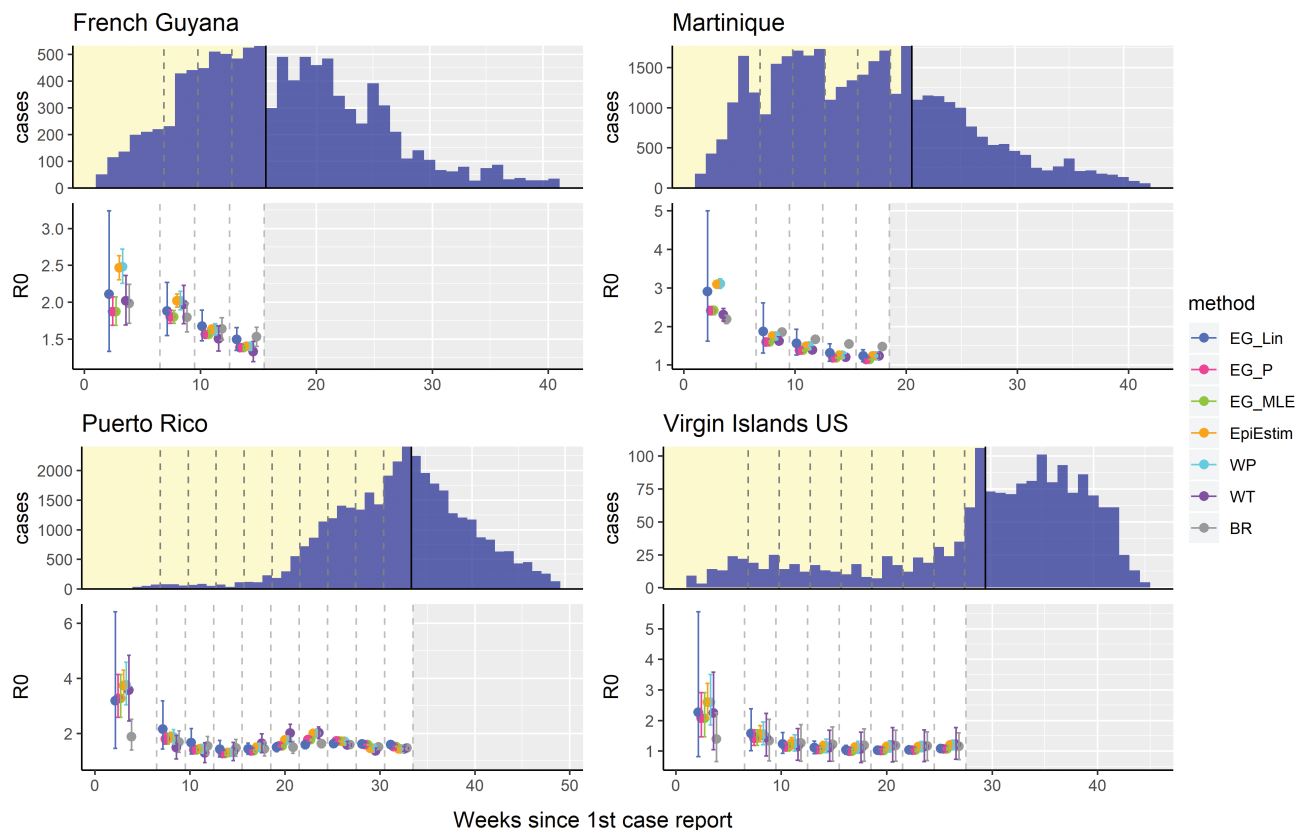 French Guyana
cases
500
400
300
200
100
0
R0
3.0
2.5
2.0
1.5
0 10 20 30 40
Martinique
cases
1500
1000
500
0
R0
5
4
3
2
1
0 10 20 30 40
Puerto Rico
cases
2000
1500
1000
500
0
R0
6
4
2
0 10 20 30 40 50
Virgin Islands US
cases
100
75
50
25
0
R0
5
4
3
2
1
0 10 20 30 40
Weeks since 1st case report
method
EG_Lin
EG_P
EG_MLE
EpiEstim
WP
WT
BR